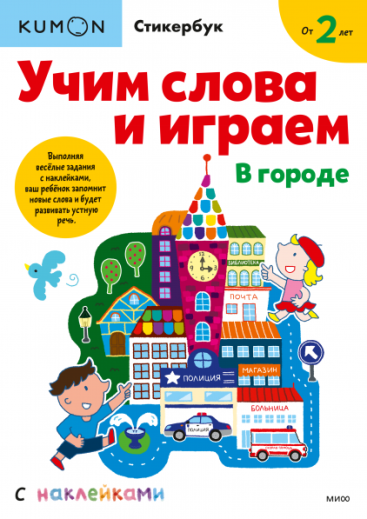 KUMON
Стикербук
От 2 лет
Учим слова
и играем
В городе
Выполняя
весёлые задания
с наклейками,
ваш ребёнок запомнит
новые слова и будет
развивать устную
речь.
БИБЛИОТЕКА
ПОЧТА
МАГАЗИН
ПОЛИЦИЯ
БОЛЬНИЦА
ПОЛИЦИЯ
с наклейками
МИФ